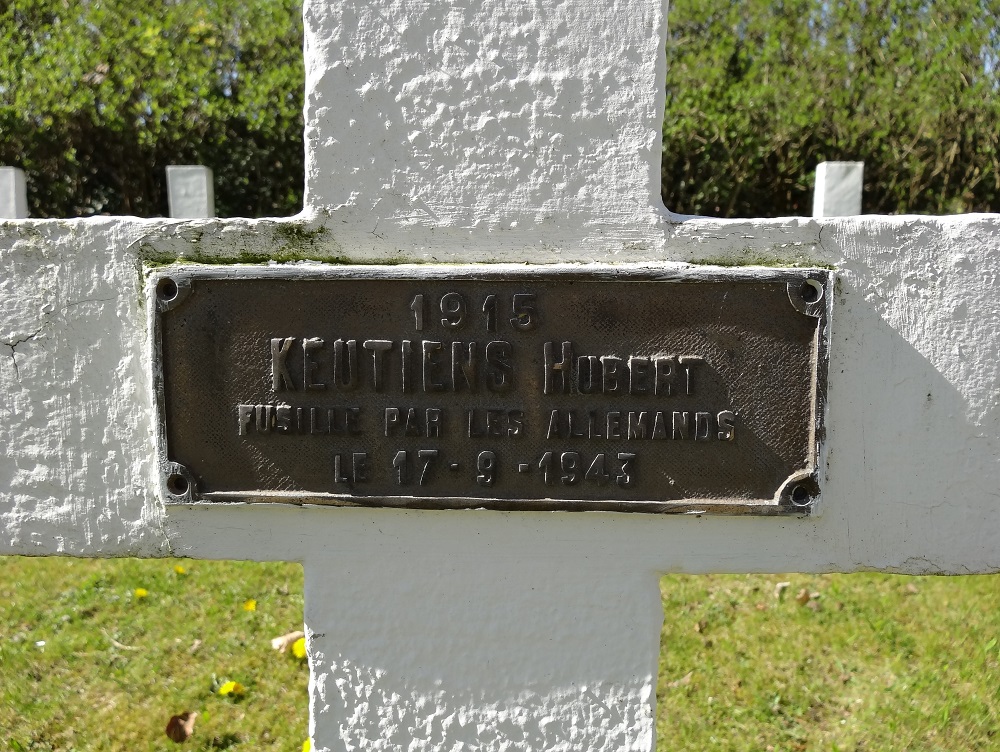 1915
KEUTIENS HUBERT
FUSILLE PAR LES ALLEMANDS
LE 17-9-1943